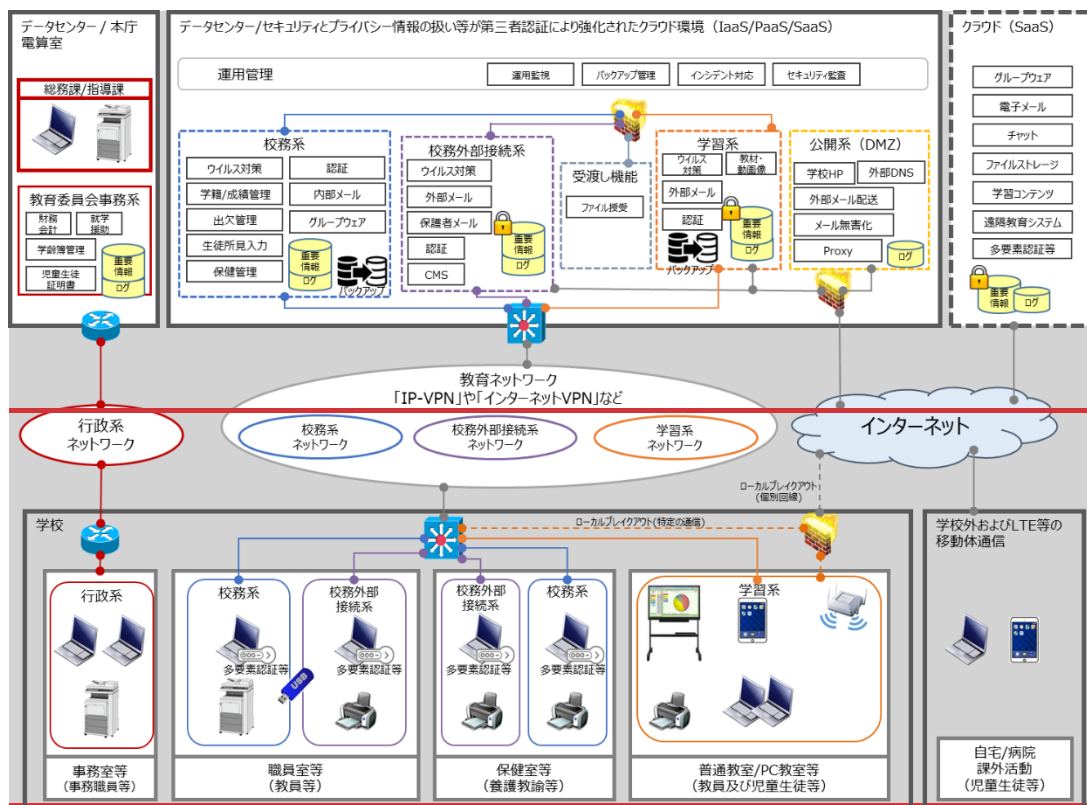 データセンター / 本庁
電算室
総務課/指導課
教育委員会事務系
財務
会計
就学
援助
学齢簿管理
児童生徒
証明書
重要
情報
ログ
データセンター/セキュリティとプライバシー情報の扱い等が第三者認証により強化されたクラウド環境（IaaS/PaaS/SaaS）
運用管理
運用監視
バックアップ管理
インシデント対応
セキュリティ監査
校務系
ウイルス対策
認証
学籍/成績管理
内部メール
出欠管理
グループウェア
生徒所見入力
保健管理
重要
情報
ログ
バックアップ
校務外部接続系
ウイルス対策
外部メール
保護者メール
認証
CMS
重要
情報
ログ
受渡し機能
ファイル授受
学習系
ウイルス
対策
教材・
動画像
外部メール
認証
重要
情報
ログ
バックアップ
公開系（DMZ）
学校HP
外部DNS
外部メール配送
メール無害化
Proxy
ログ
クラウド（SaaS）
グループウェア
電子メール
チャット
ファイルストレージ
学習コンテンツ
遠隔教育システム
多要素認証等
重要
情報
ログ
教育ネットワーク
「IP-VPN」や「インターネットVPN」など
行政系
ネットワーク
校務系
ネットワーク
校務外部接続系
ネットワーク
学習系
ネットワーク
インターネット
ローカルブレイクアウト
(個別回線)
学校
ローカルブレイクアウト(特定の通信)
行政系
事務室等
（事務職員等）
校務系
多要素認証等
USB
校務外部
接続系
多要素認証等
職員室等
（教員等）
校務外部
接続系
多要素認証等
校務系
多要素認証等
保健室等
（養護教諭等）
学習系
普通教室/PC教室等
（教員及び児童生徒等）
学校外およびLTE等の
移動体通信
自宅/病院
課外活動
（児童生徒等）